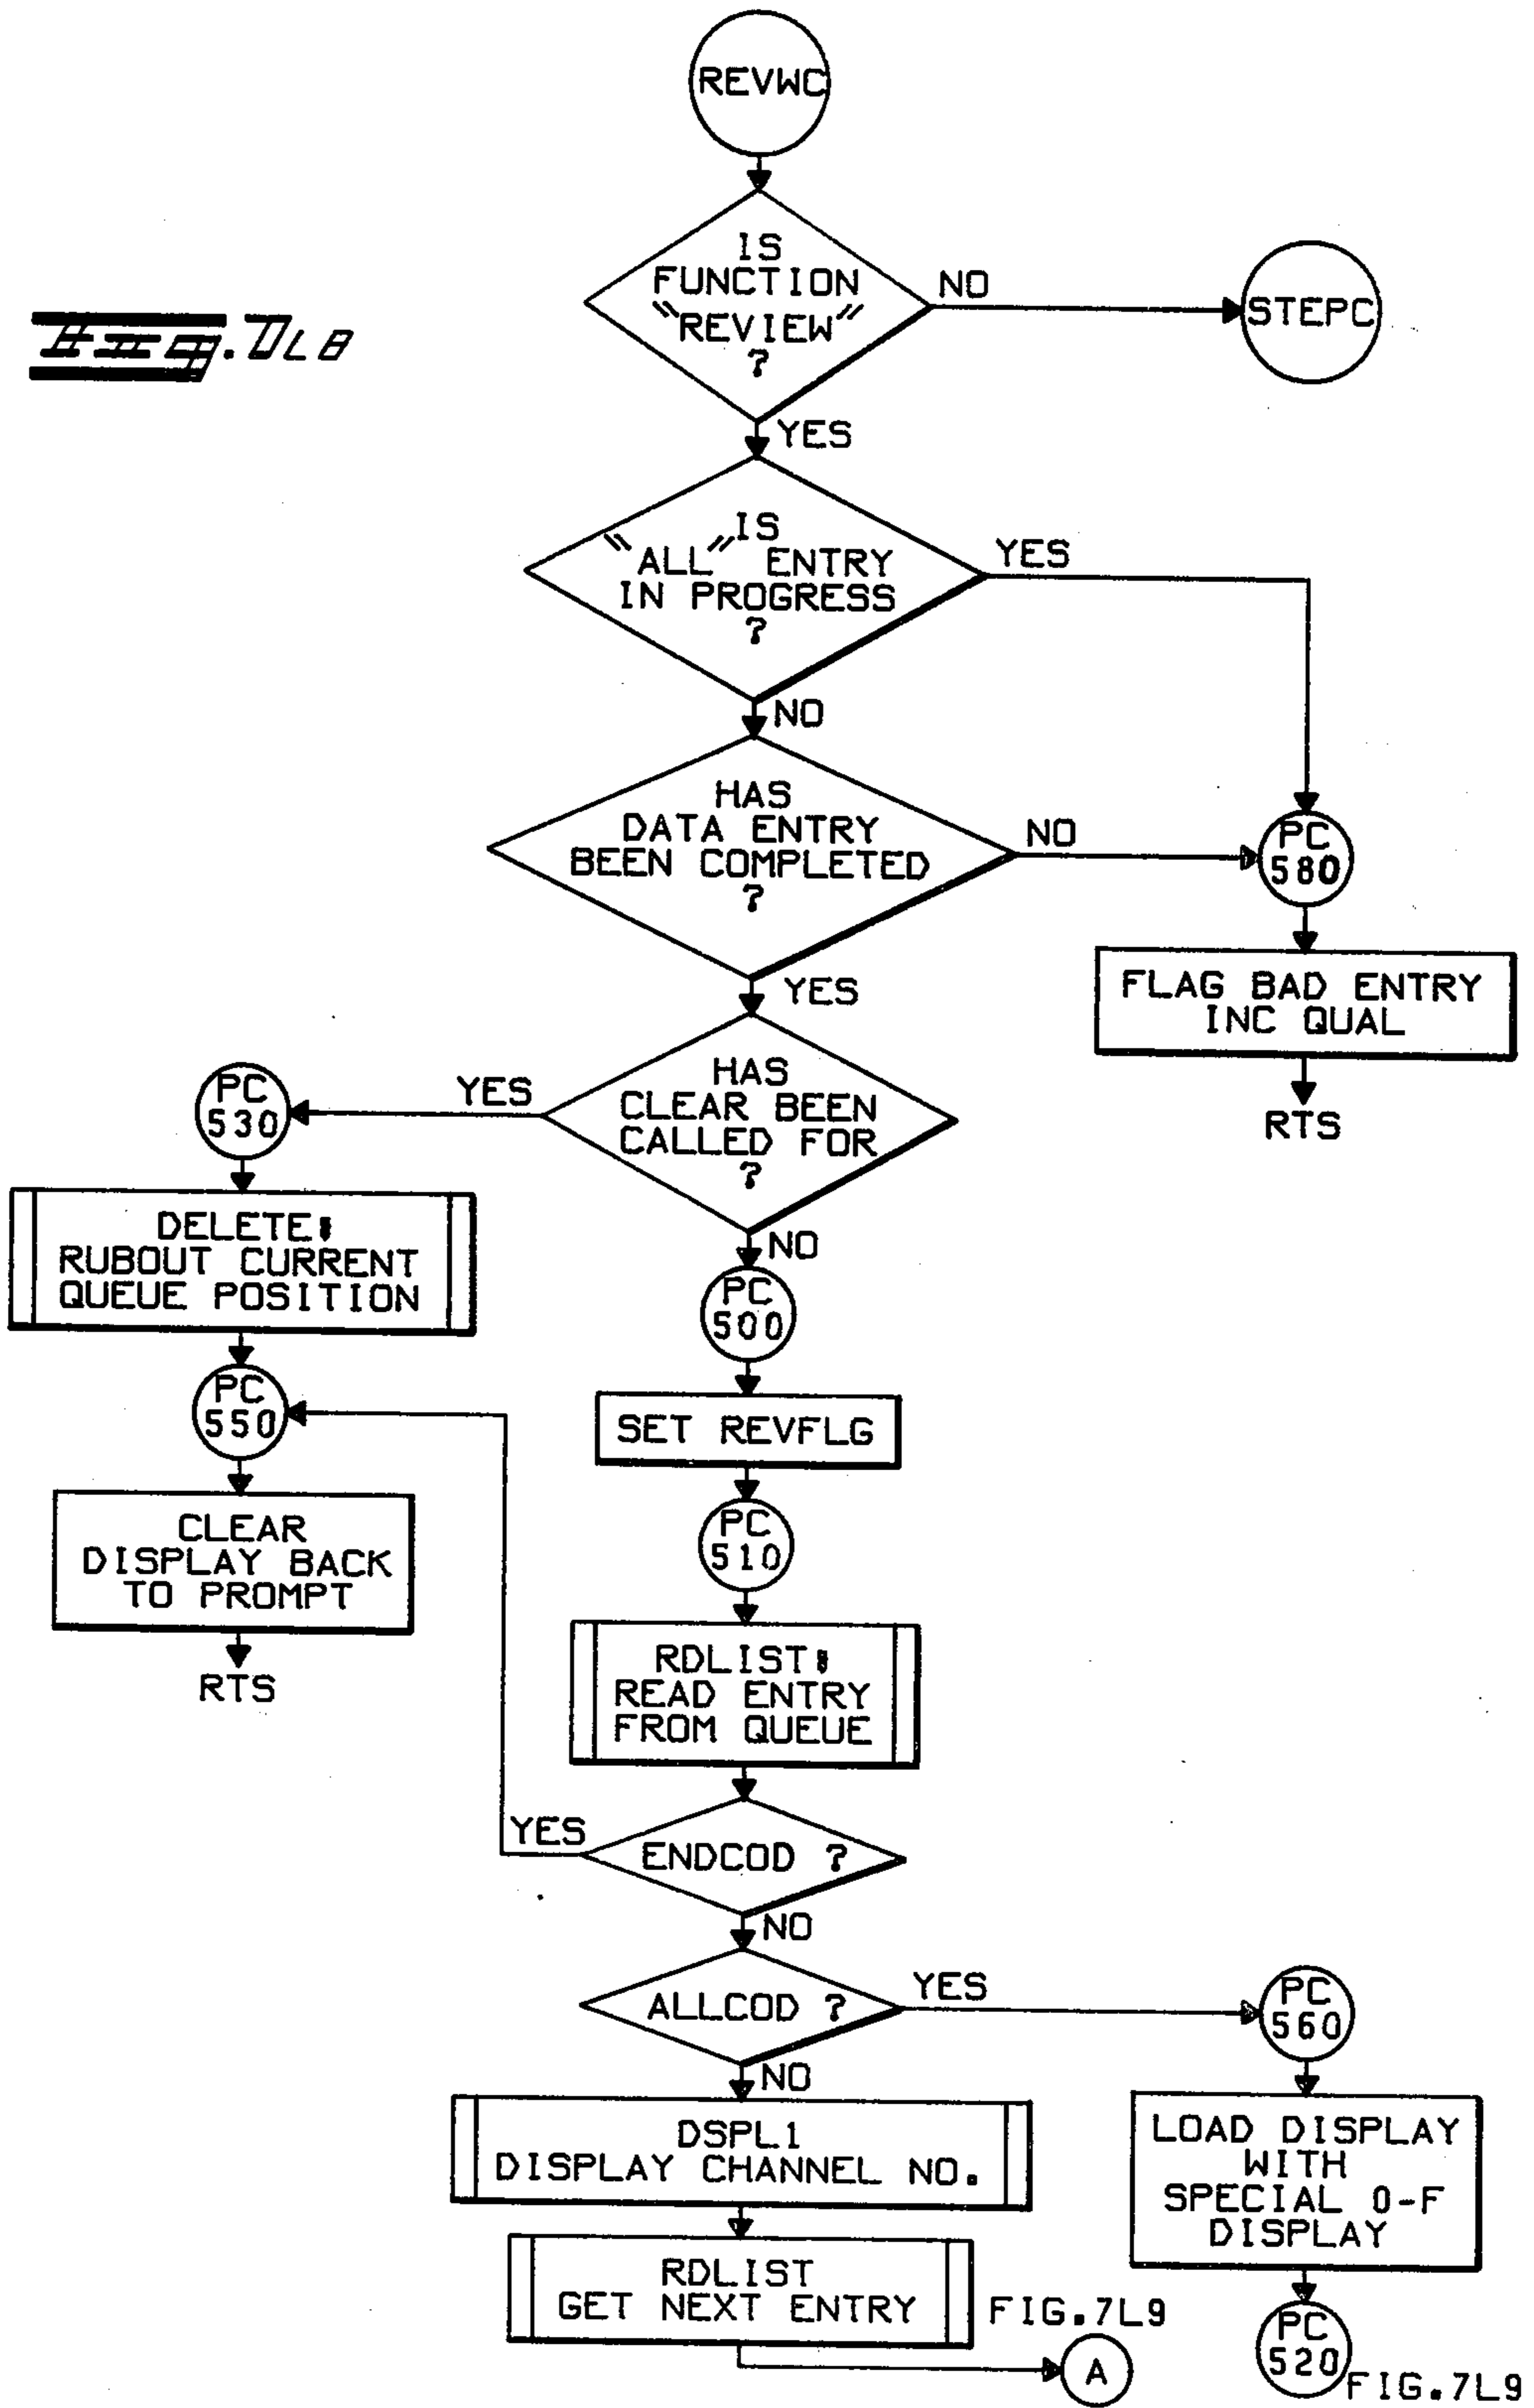 REVWC
IS
FUNCTION
"REVIEW"
?
NO
STEPC
Fig. 7L8
YES
IS
"ALL" ENTRY
IN PROGRESS
?
YES
NO
HAS
DATA ENTRY
BEEN COMPLETED
?
NO
PC
580
YES
FLAG BAD ENTRY
INC QUAL
RTS
HAS
CLEAR BEEN
CALLED FOR
?
YES
PC
530
NO
DELETE:
RUBOUT CURRENT
QUEUE POSITION
PC
500
PC
550
SET REVFLG
CLEAR
DISPLAY BACK
TO PROMPT
RTS
PC
510
RDLIST:
READ ENTRY
FROM QUEUE
YES
ENDCOD ?
NO
ALLCOD ?
YES
PC
560
NO
DSPL1
DISPLAY CHANNEL NO.
LOAD DISPLAY
WITH
SPECIAL 0-F
DISPLAY
RDLIST
GET NEXT ENTRY
FIG.7L9
A
PC
520
FIG.7L9